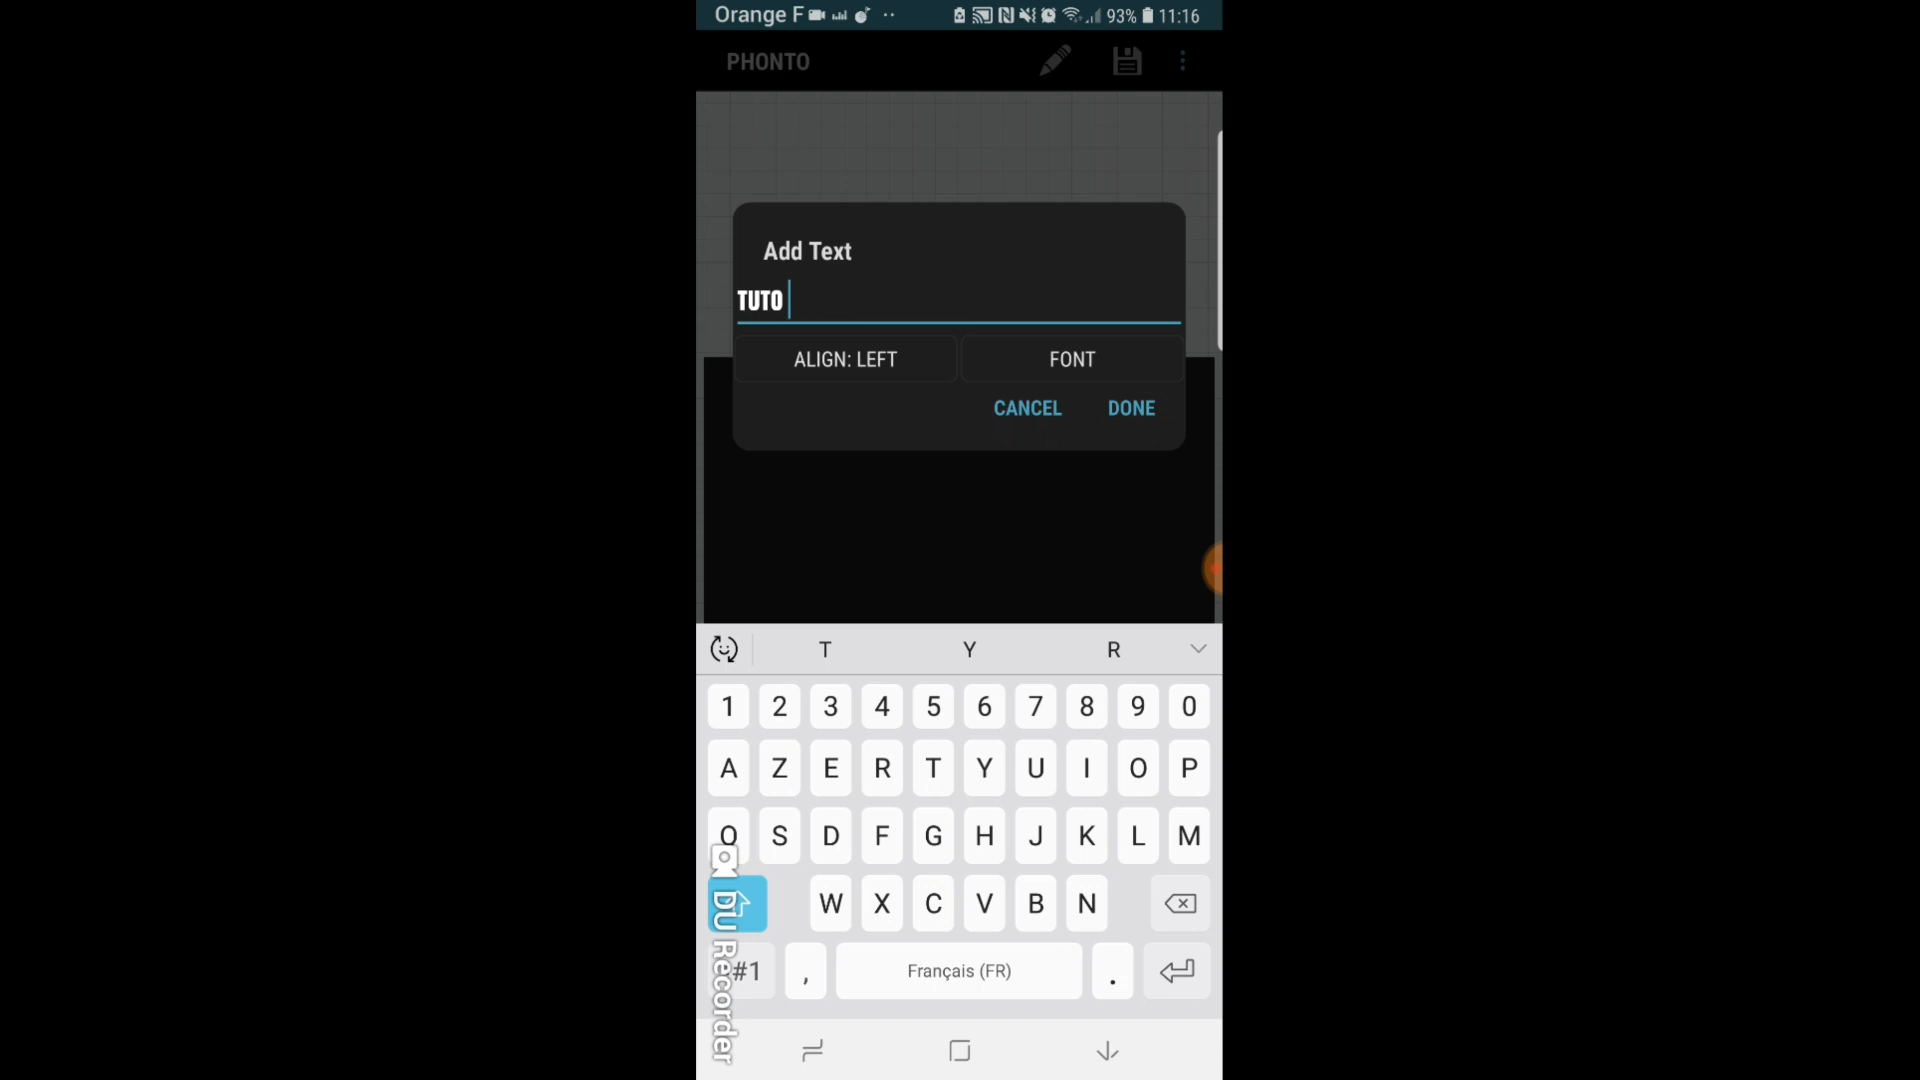 Orange F 93% 11:16
PHONTO
Add Text
TUTO
ALIGN: LEFT FONT
CANCEL DONE
T Y R
1 2 3 4 5 6 7 8 9 0
A Z E R T Y U I O P
Q S D F G H J K L M
W X C V B N
#1 , Français (FR) .
DU Recorder